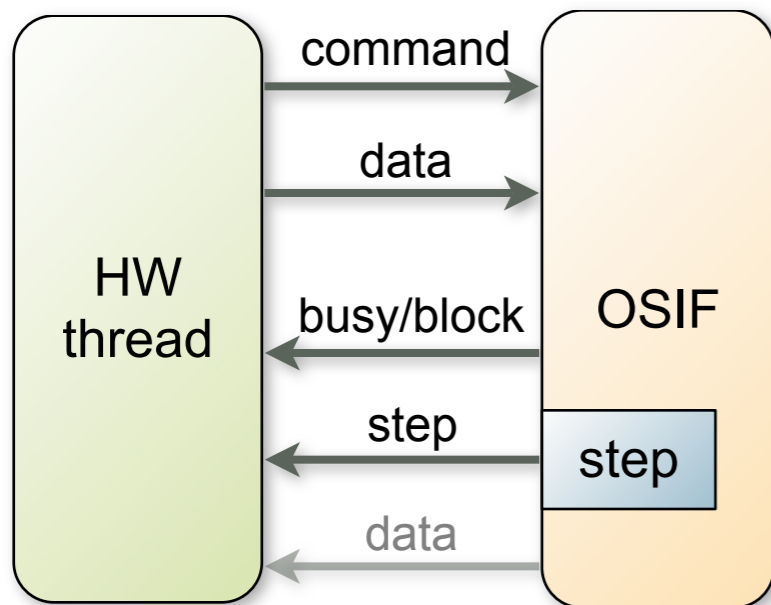 command
data
HW
thread
OSIF
busy/block
step
step
data